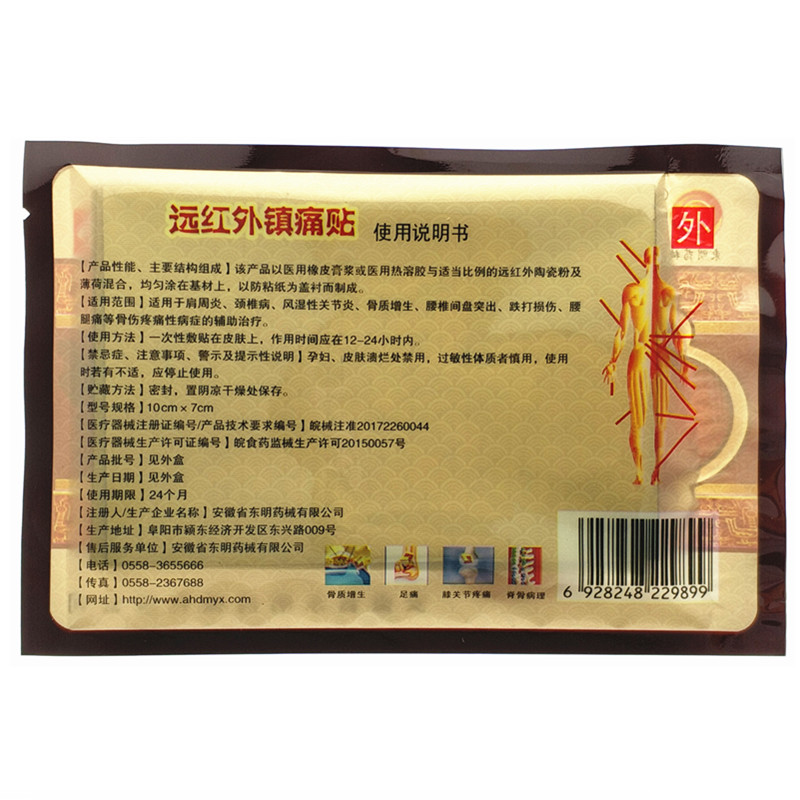 远红外镇痛贴 使用说明书
外
【产品性能、主要结构组成】该产品以医用橡皮膏浆或医用热溶胶与适当比例的远红外陶瓷粉及
薄荷混合，均匀涂在基材上，以防粘纸为盖衬而制成。
【适用范围】适用于肩周炎、颈椎病、风湿性关节炎、骨质增生、腰椎间盘突出、跌打损伤、腰
腿痛等骨伤疼痛性病症的辅助治疗。
【使用方法】一次性敷贴在皮肤上，作用时间应在12-24小时内。
【禁忌症、注意事项、警示及提示性说明】孕妇、皮肤溃烂处禁用，过敏性体质者慎用，使用
时若有不适，应停止使用。
【贮藏方法】密封，置阴凉干燥处保存。
【型号规格】10cm×7cm
【医疗器械注册证编号/产品技术要求编号】皖械注准20172260044
【医疗器械生产许可证编号】皖食药监械生产许可20150057号
【产品批号】见外盒
【生产日期】见外盒
【使用期限】24个月
【注册人/生产企业名称】安徽省东明药械有限公司
【生产地址】阜阳市颍东经济开发区东兴路009号
【售后服务单位】安徽省东明药械有限公司
【电话】0558-3655666
【传真】0558-2367688
【网址】http://www.ahdmyx.com
骨质增生 足痛 膝关节疼痛 脊骨病理
6 928248 229899